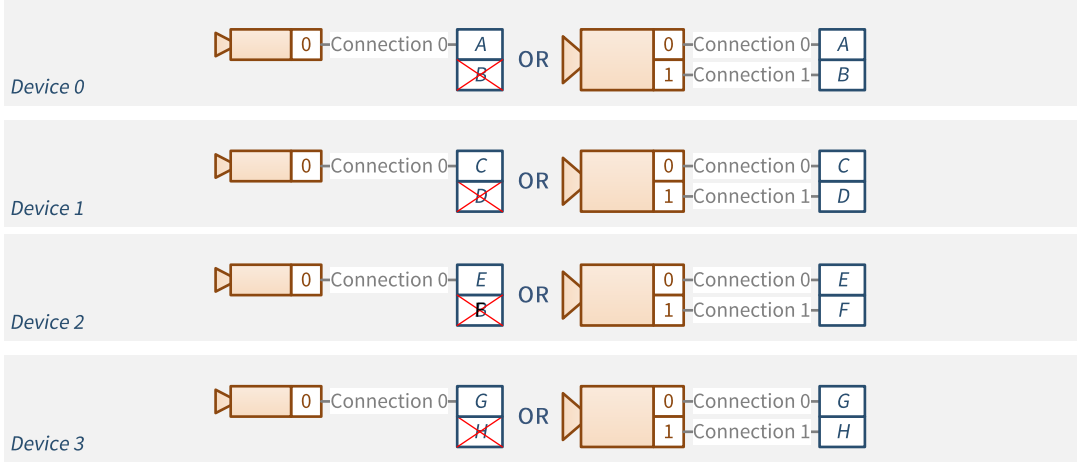 0 Connection 0 A OR 0 Connection 0 A
B 1 Connection 1 B
Device 0
0 Connection 0 C OR 0 Connection 0 C
D 1 Connection 1 D
Device 1
0 Connection 0 E OR 0 Connection 0 E
B 1 Connection 1 F
Device 2
0 Connection 0 G OR 0 Connection 0 G
H 1 Connection 1 H
Device 3